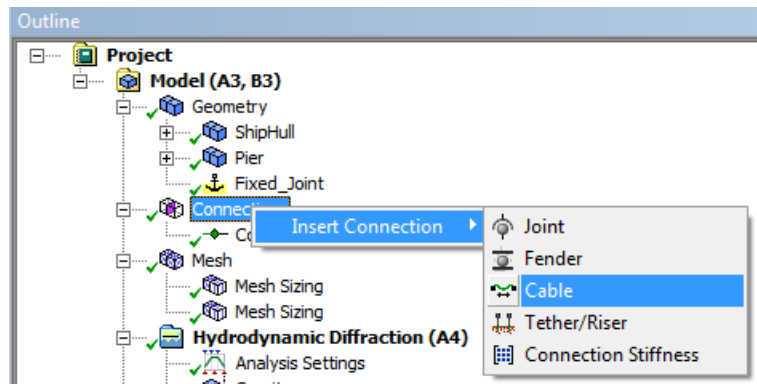 Outline
Project
Model (A3, B3)
Geometry
ShipHull
Pier
Fixed_Joint
Insert Connection
Joint
Fender
Cable
Tether/Riser
Connection Stiffness
Mesh
Mesh Sizing
Mesh Sizing
Hydrodynamic Diffraction (A4)
Analysis Settings